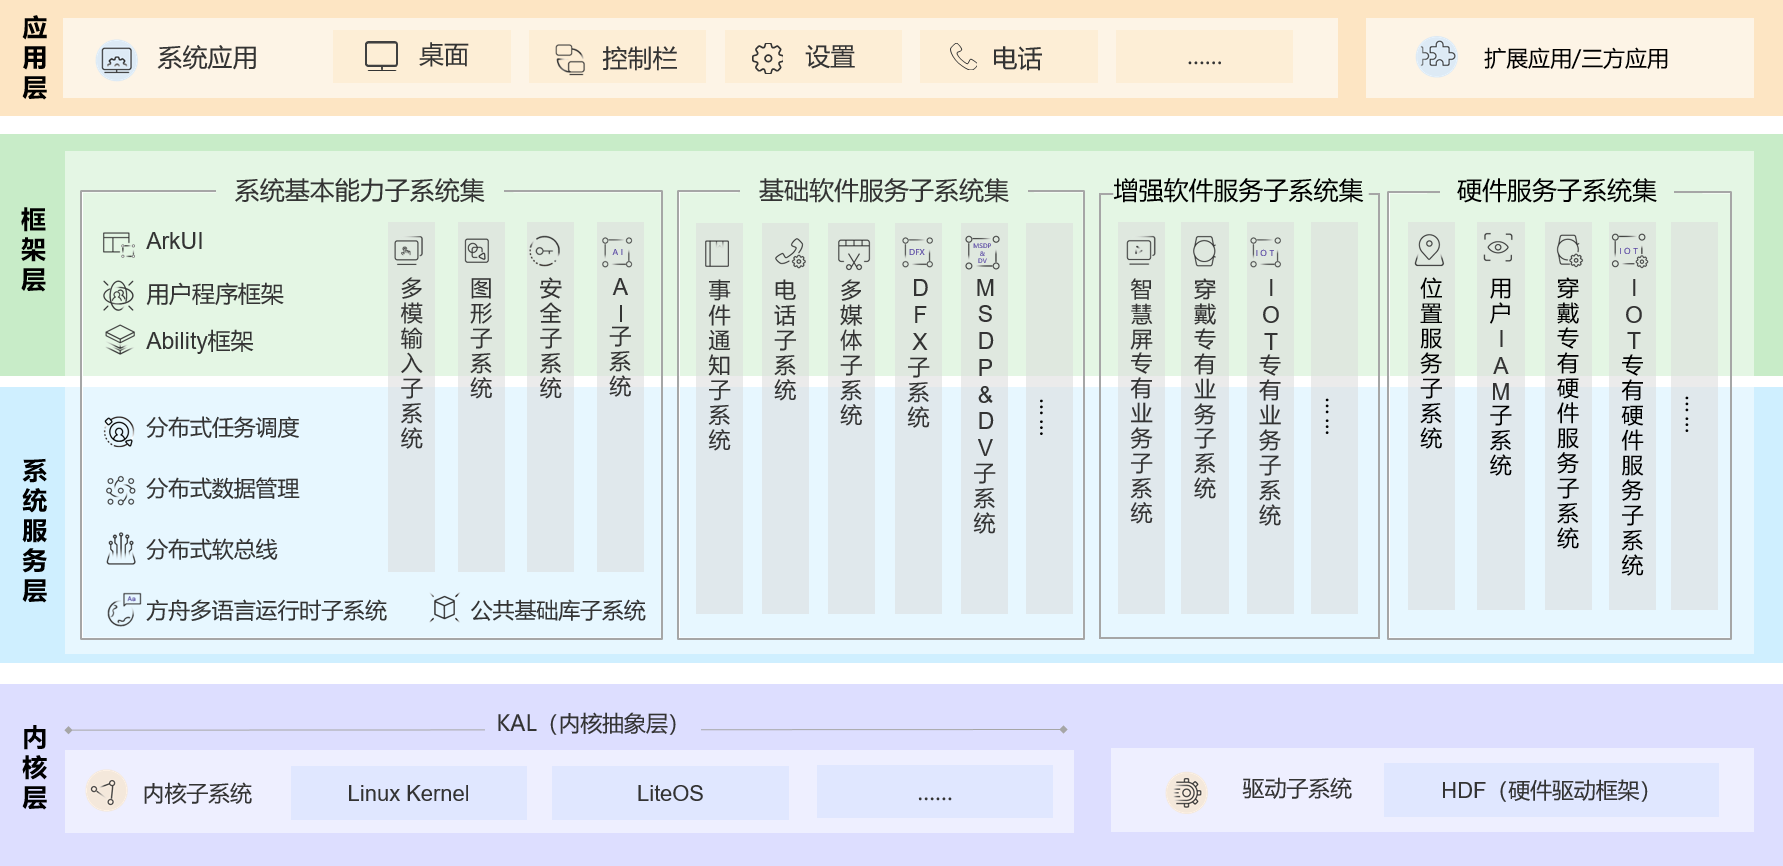 应用层
系统应用
桌面
控制栏
设置
电话
......
扩展应用/三方应用
框架层
系统基本能力子系统集
ArkUI
用户程序框架
Ability框架
多模输入子系统
图形子系统
安全子系统
AI
AI子系统
基础软件服务子系统集
事件通知子系统
电话子系统
多媒体子系统
DFX
DFX子系统
MSDP
&
DV
MSDP&DV子系统
......
增强软件服务子系统集
智慧屏专有业务子系统
穿戴专有业务子系统
IOT
IOT专有业务子系统
......
硬件服务子系统集
位置服务子系统
用户IAM子系统
穿戴专有硬件服务子系统
IOT
IOT专有硬件服务子系统
......
系统服务层
分布式任务调度
分布式数据管理
分布式软总线
Aa
方舟多语言运行时子系统
公共基础库子系统
内核层
KAL（内核抽象层）
内核子系统
Linux Kernel
LiteOS
......
驱动子系统
HDF（硬件驱动框架）